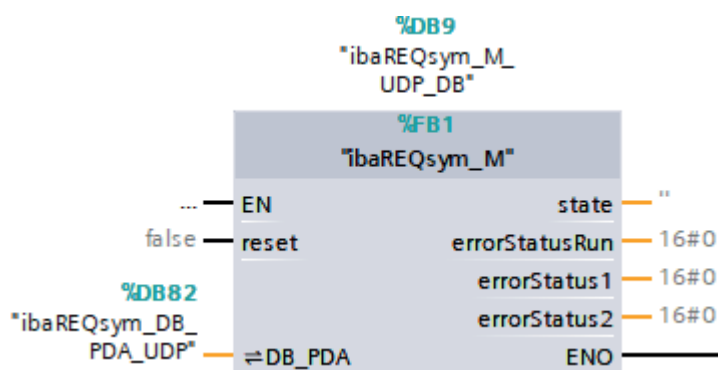 %DB9
"ibaREQsym_M_
UDP_DB"
%FB1
"ibaREQsym_M"
... EN state ''
false reset errorStatusRun 16#0
errorStatus1 16#0
%DB82
"ibaREQsym_DB_
errorStatus2 16#0
PDA_UDP" ⇌DB_PDA ENO